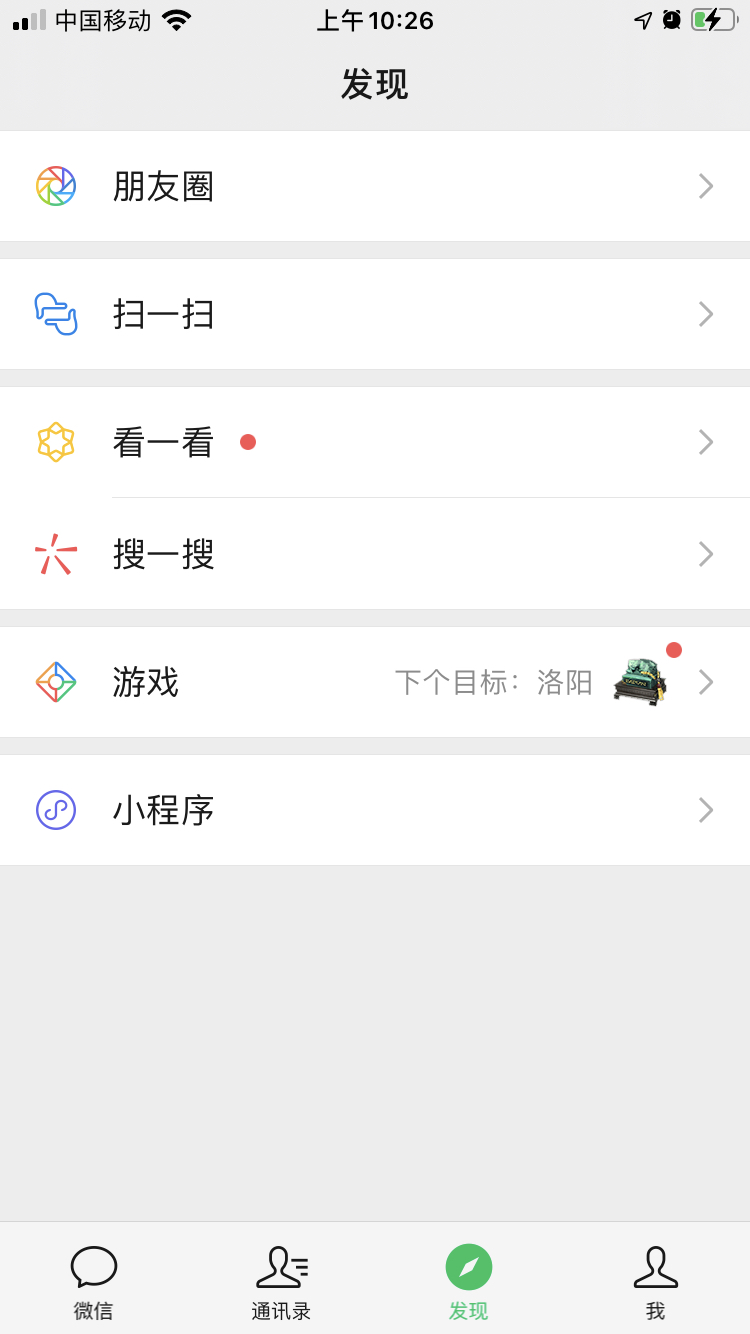 中国移动 上午10:26
发现
朋友圈
扫一扫
看一看
搜一搜
游戏 下个目标：洛阳
小程序
微信 通讯录 发现 我